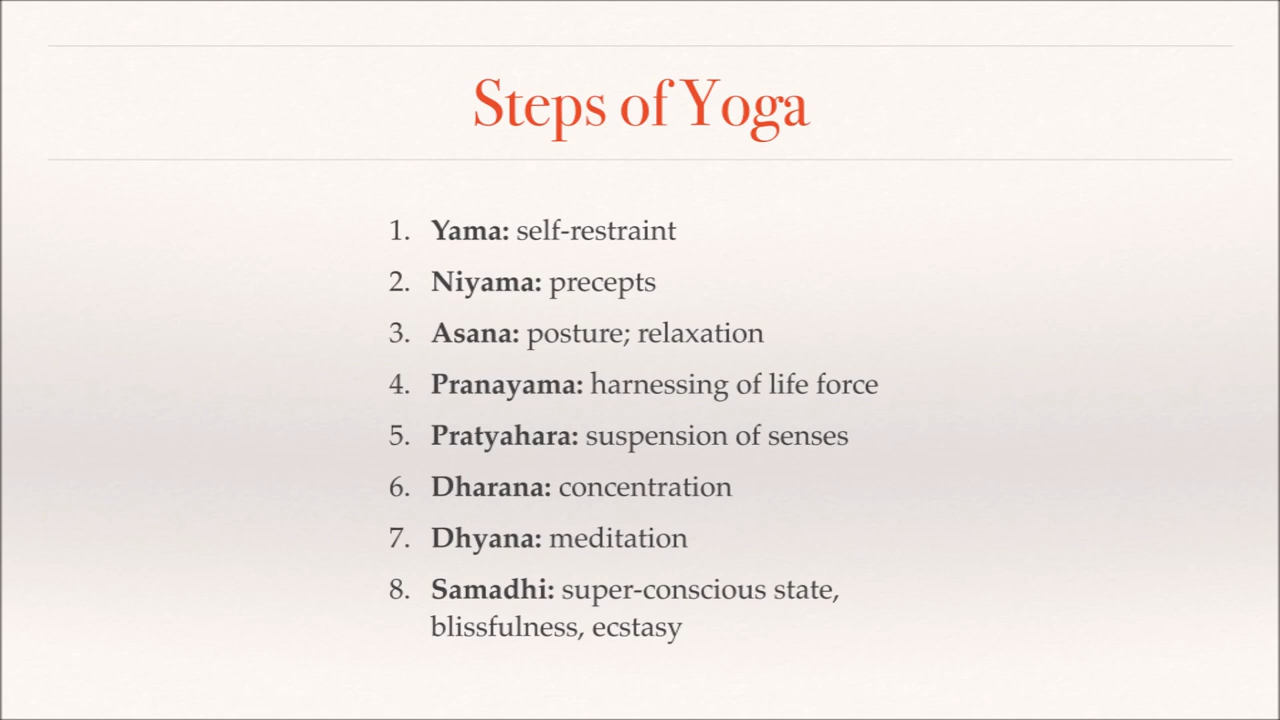 Steps of Yoga
1. Yama: self-restraint
2. Niyama: precepts
3. Asana: posture; relaxation
4. Pranayama: harnessing of life force
5. Pratyahara: suspension of senses
6. Dharana: concentration
7. Dhyana: meditation
8. Samadhi: super-conscious state,
blissfulness, ecstasy